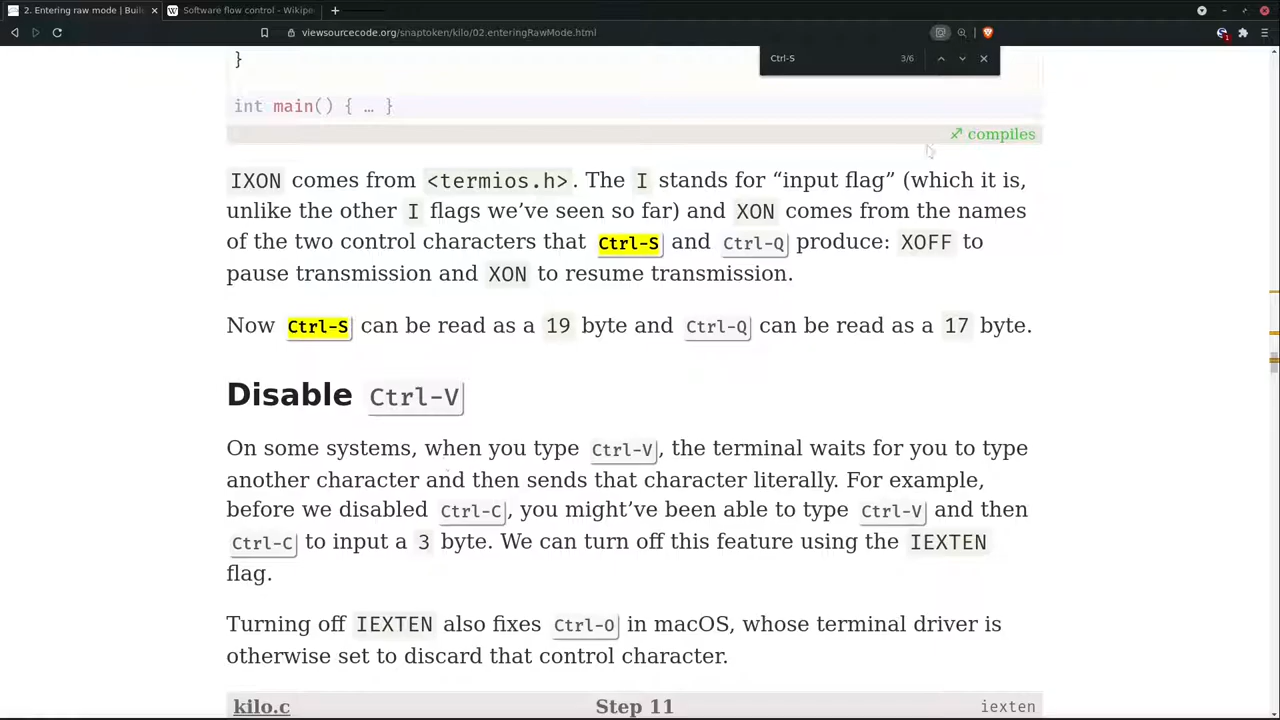 2. Entering raw mode | Buil
Software flow control - Wikipe
viewsourcecode.org/snaptoken/kilo/02.enteringRawMode.html
Ctrl-S 3/6
}
int main() { … }
♐ compiles
IXON comes from <termios.h>. The I stands for “input flag” (which it is,
unlike the other I flags we’ve seen so far) and XON comes from the names
of the two control characters that Ctrl-S and Ctrl-Q produce: XOFF to
pause transmission and XON to resume transmission.
Now Ctrl-S can be read as a 19 byte and Ctrl-Q can be read as a 17 byte.
Disable Ctrl-V
On some systems, when you type Ctrl-V, the terminal waits for you to type
another character and then sends that character literally. For example,
before we disabled Ctrl-C, you might’ve been able to type Ctrl-V and then
Ctrl-C to input a 3 byte. We can turn off this feature using the IEXTEN
flag.
Turning off IEXTEN also fixes Ctrl-O in macOS, whose terminal driver is
otherwise set to discard that control character.
kilo.c Step 11 iexten